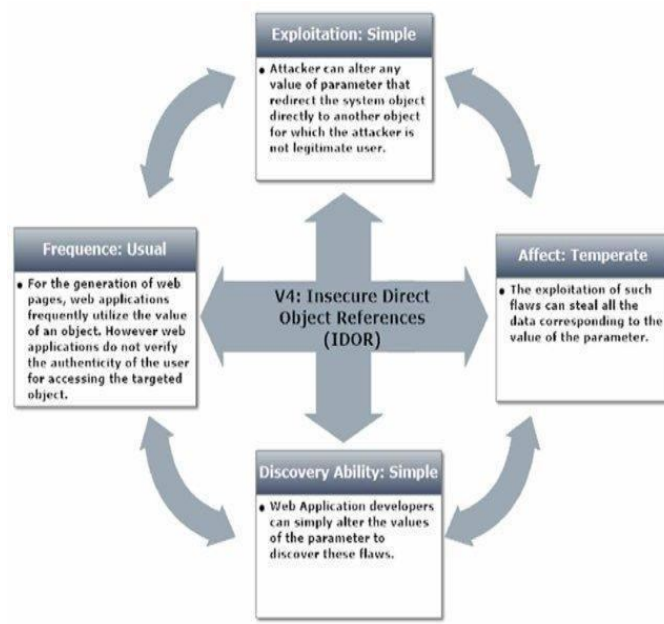 Exploitation: Simple
• Attacker can alter any
value of parameter that
redirect the system object
directly to another object
for which the attacker is
not legitimate user.
Frequence: Usual
• For the generation of web
pages, web applications
frequently utilize the value
of an object. However web
applications do not verify
the authenticity of the user
for accessing the targeted
object.
V4: Insecure Direct
Object References
(IDOR)
Affect: Temperate
• The exploitation of such
flaws can steal all the
data corresponding to the
value of the parameter.
Discovery Ability: Simple
• Web Application developers
can simply alter the values
of the parameter to
discover these flaws.